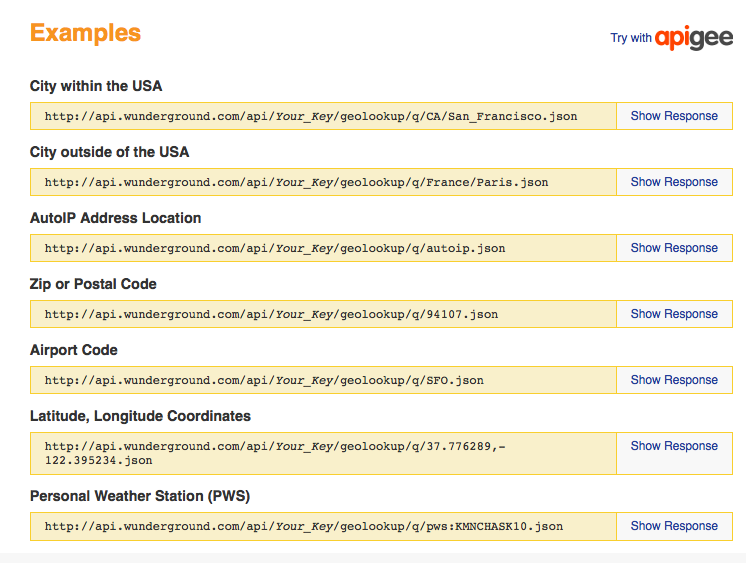 Examples
Try with apigee
City within the USA
http://api.wunderground.com/api/Your_Key/geolookup/q/CA/San_Francisco.json Show Response
City outside of the USA
http://api.wunderground.com/api/Your_Key/geolookup/q/France/Paris.json Show Response
AutoIP Address Location
http://api.wunderground.com/api/Your_Key/geolookup/q/autoip.json Show Response
Zip or Postal Code
http://api.wunderground.com/api/Your_Key/geolookup/q/94107.json Show Response
Airport Code
http://api.wunderground.com/api/Your_Key/geolookup/q/SFO.json Show Response
Latitude, Longitude Coordinates
http://api.wunderground.com/api/Your_Key/geolookup/q/37.776289,- Show Response
122.395234.json
Personal Weather Station (PWS)
http://api.wunderground.com/api/Your_Key/geolookup/q/pws:KMNCHASK10.json Show Response